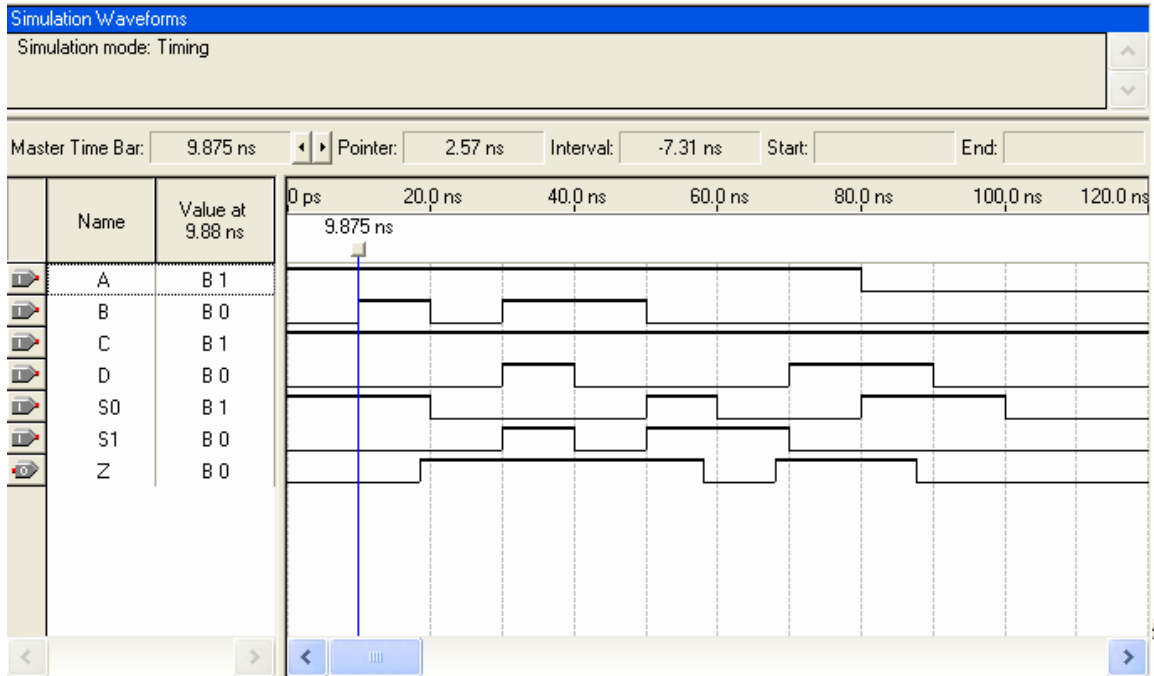 Simulation Waveforms
Simulation mode: Timing
Master Time Bar: 9.875 ns Pointer: 2.57 ns Interval: -7.31 ns Start: End:
Name Value at 9.88 ns 0 ps 20.0 ns 40.0 ns 60.0 ns 80.0 ns 100.0 ns 120.0 ns
9.875 ns
A B 1
B B 0
C B 1
D B 0
S0 B 1
S1 B 0
Z B 0